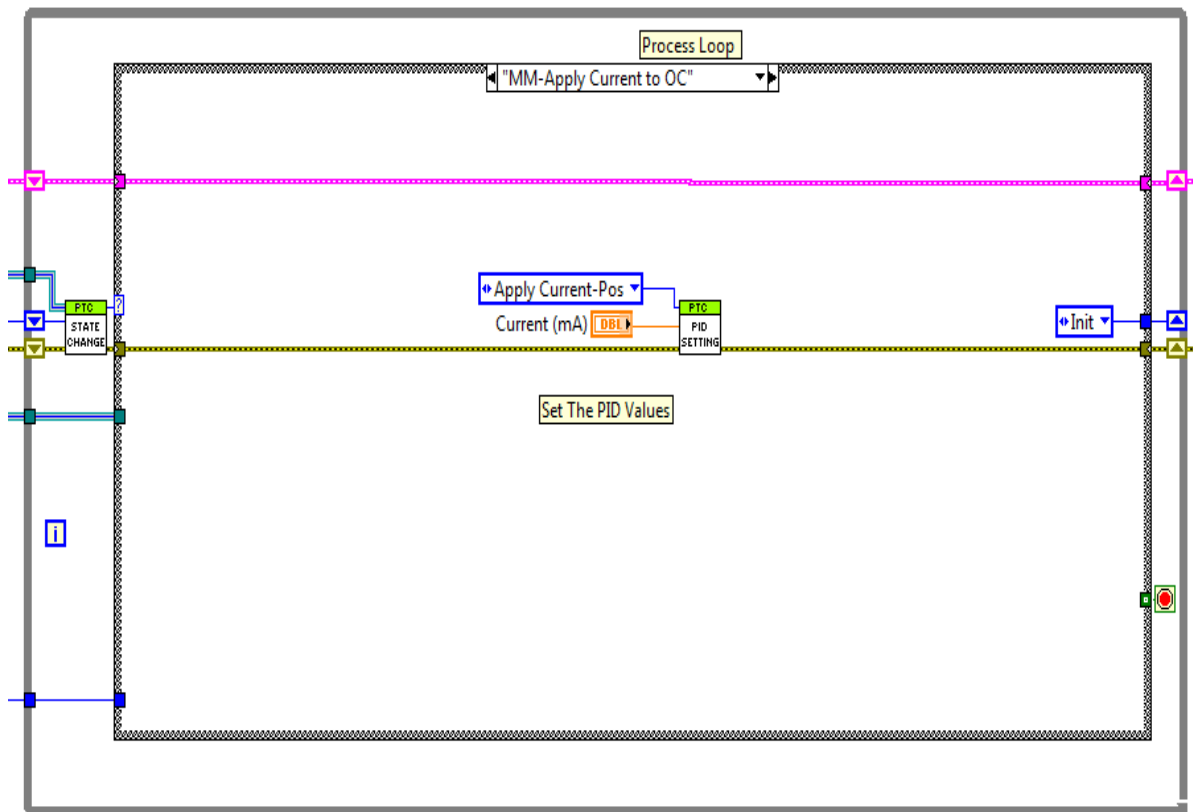 Process Loop
"MM-Apply Current to OC"
?
Apply Current-Pos
PTC
STATE
CHANGE
PTC
PID
SETTING
Current (mA)
DBL
Init
Set The PID Values
i